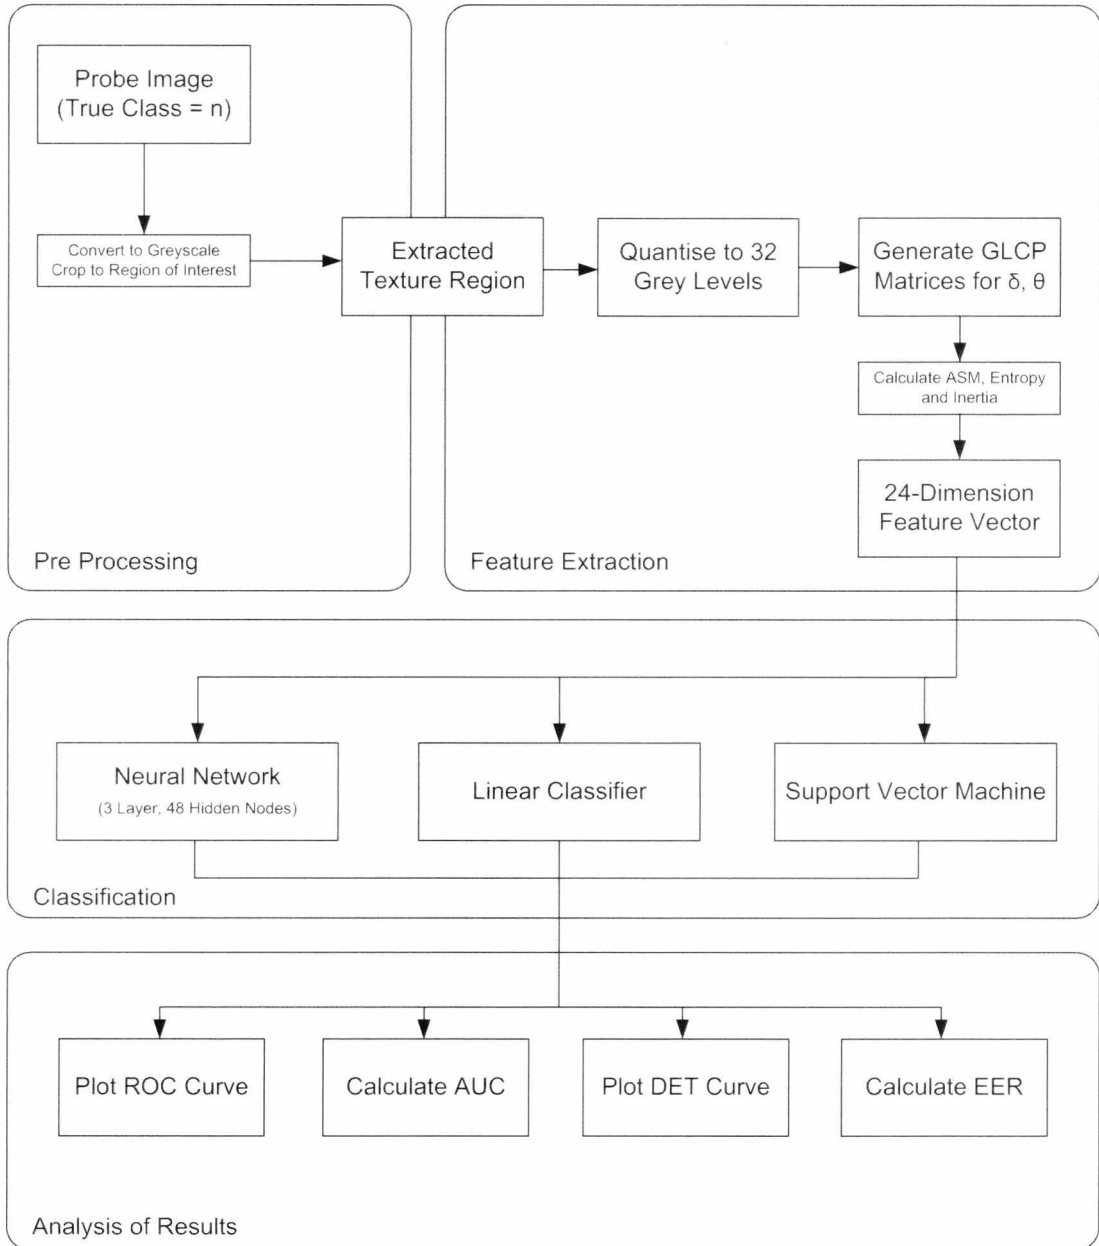 Probe Image
(True Class = n)
Convert to Greyscale
Crop to Region of Interest
Extracted
Texture Region
Quantise to 32
Grey Levels
Generate GLCP
Matrices for δ, θ
Calculate ASM, Entropy
and Inertia
24-Dimension
Feature Vector
Pre Processing
Feature Extraction
Neural Network
(3 Layer, 48 Hidden Nodes)
Linear Classifier
Support Vector Machine
Classification
Plot ROC Curve
Calculate AUC
Plot DET Curve
Calculate EER
Analysis of Results